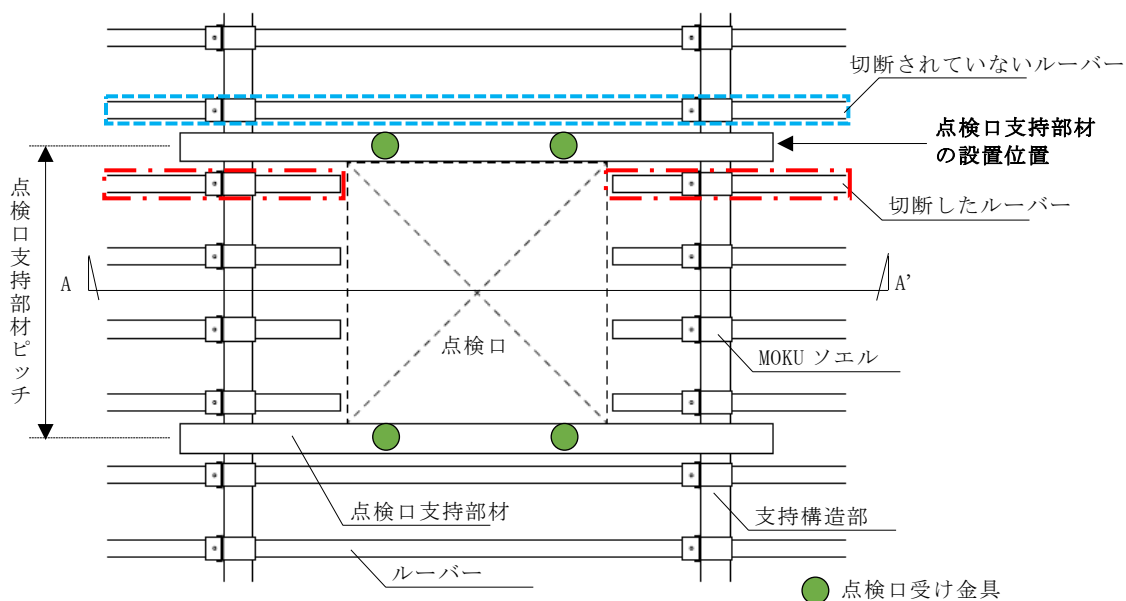 切断されていないルーバー
点検口支持部材
の設置位置
切断したルーバー
点検口支持部材ピッチ
A
A'
点検口
MOKU ソエル
点検口支持部材
支持構造部
ルーバー
点検口受け金具